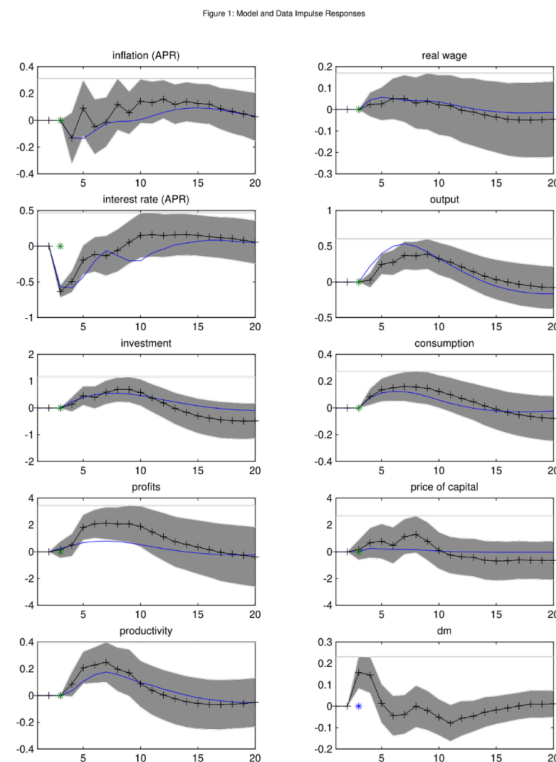 Figure 1: Model and Data Impulse Responses
inflation (APR)
0.4
0.2
0
-0.2
-0.4
5 10 15 20
real wage
0.2
0.1
0
-0.1
-0.2
-0.3
5 10 15 20
interest rate (APR)
0.5
0
-0.5
-1
5 10 15 20
output
1
0.5
0
-0.5
5 10 15 20
investment
2
1
0
-1
-2
5 10 15 20
consumption
0.4
0.2
0
-0.2
-0.4
5 10 15 20
profits
4
2
0
-2
-4
5 10 15 20
price of capital
4
2
0
-2
-4
5 10 15 20
productivity
0.4
0.2
0
-0.2
-0.4
5 10 15 20
dm
0.3
0.2
0.1
0
-0.1
-0.2
5 10 15 20